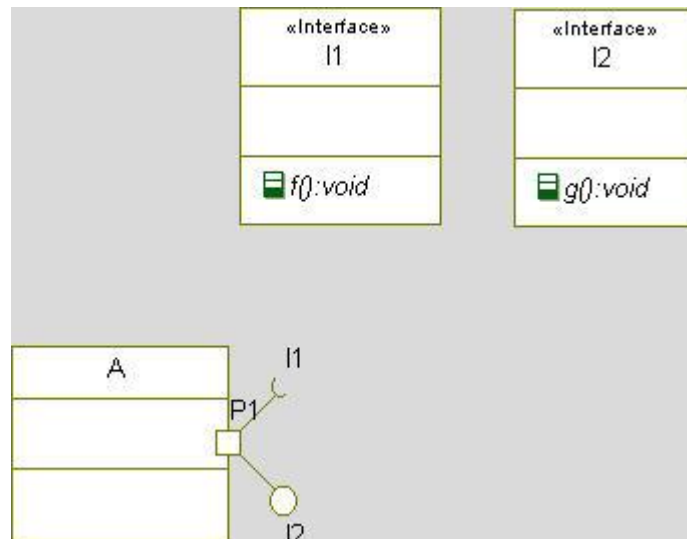 «Interface»
I1
f():void
«Interface»
I2
g():void
A
P1
I1
I2